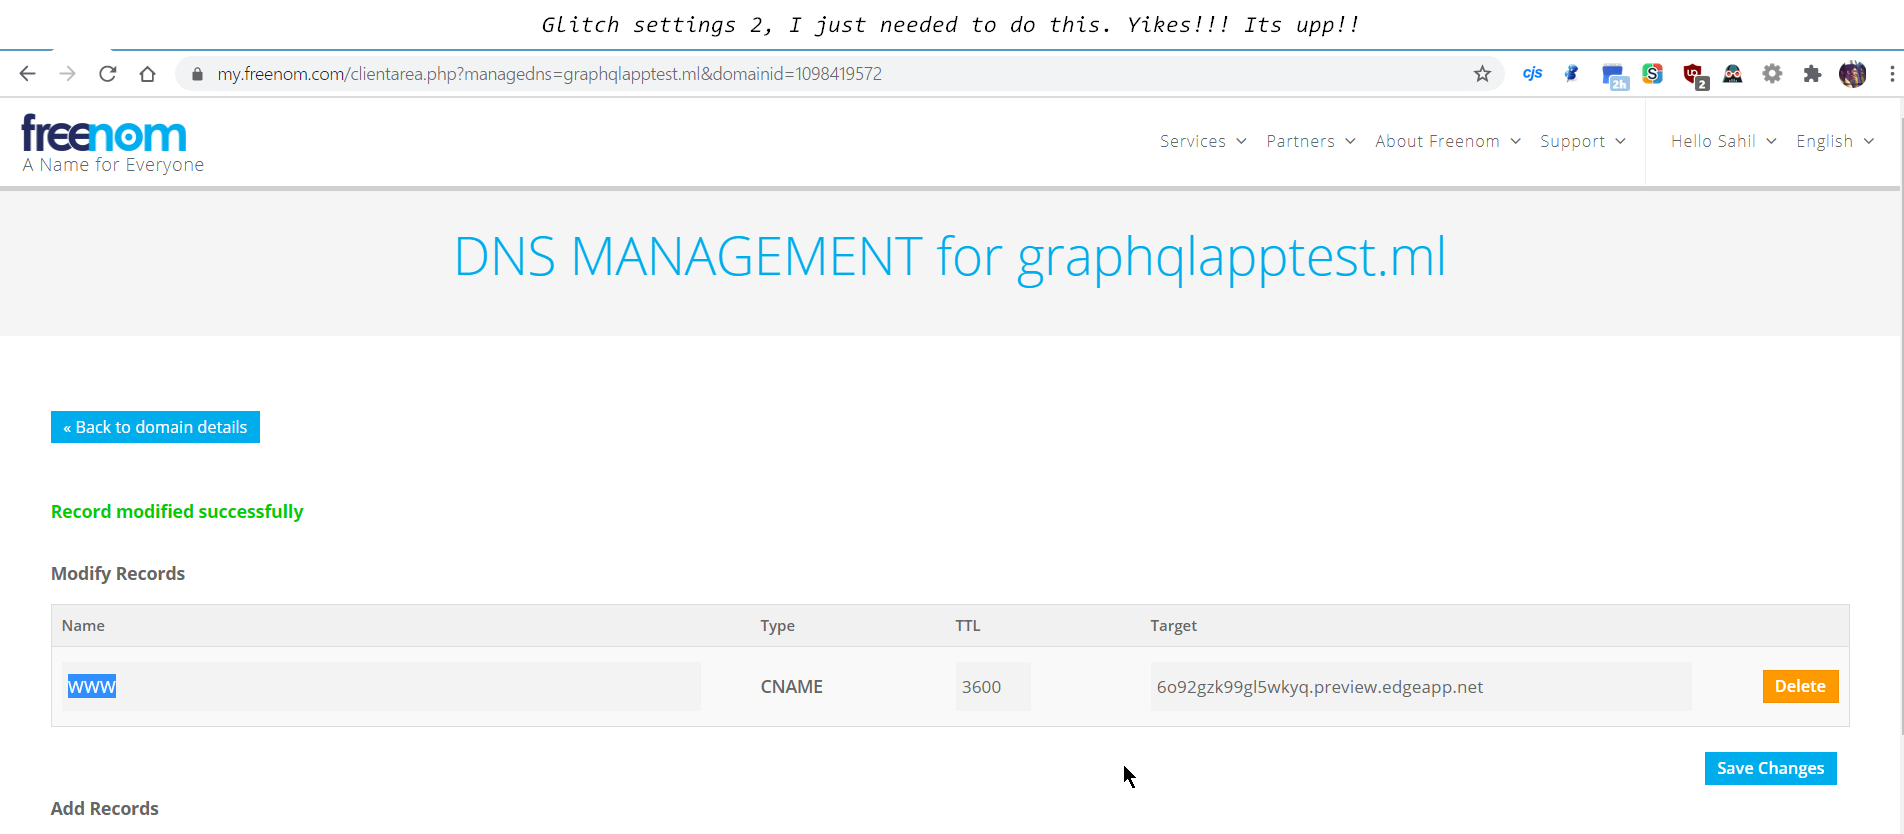 Glitch settings 2, I just needed to do this. Yikes!!! Its upp!!
my.freenom.com/clientarea.php?managedns=graphqlapptest.ml&domainid=1098419572
cjs
2h
S
2
freenom
A Name for Everyone
Services Partners About Freenom Support Hello Sahil English
DNS MANAGEMENT for graphqlapptest.ml
« Back to domain details
Record modified successfully
Modify Records
Name Type TTL Target
WWW CNAME 3600 6o92gzk99gl5wkyq.preview.edgeapp.net Delete
Save Changes
Add Records